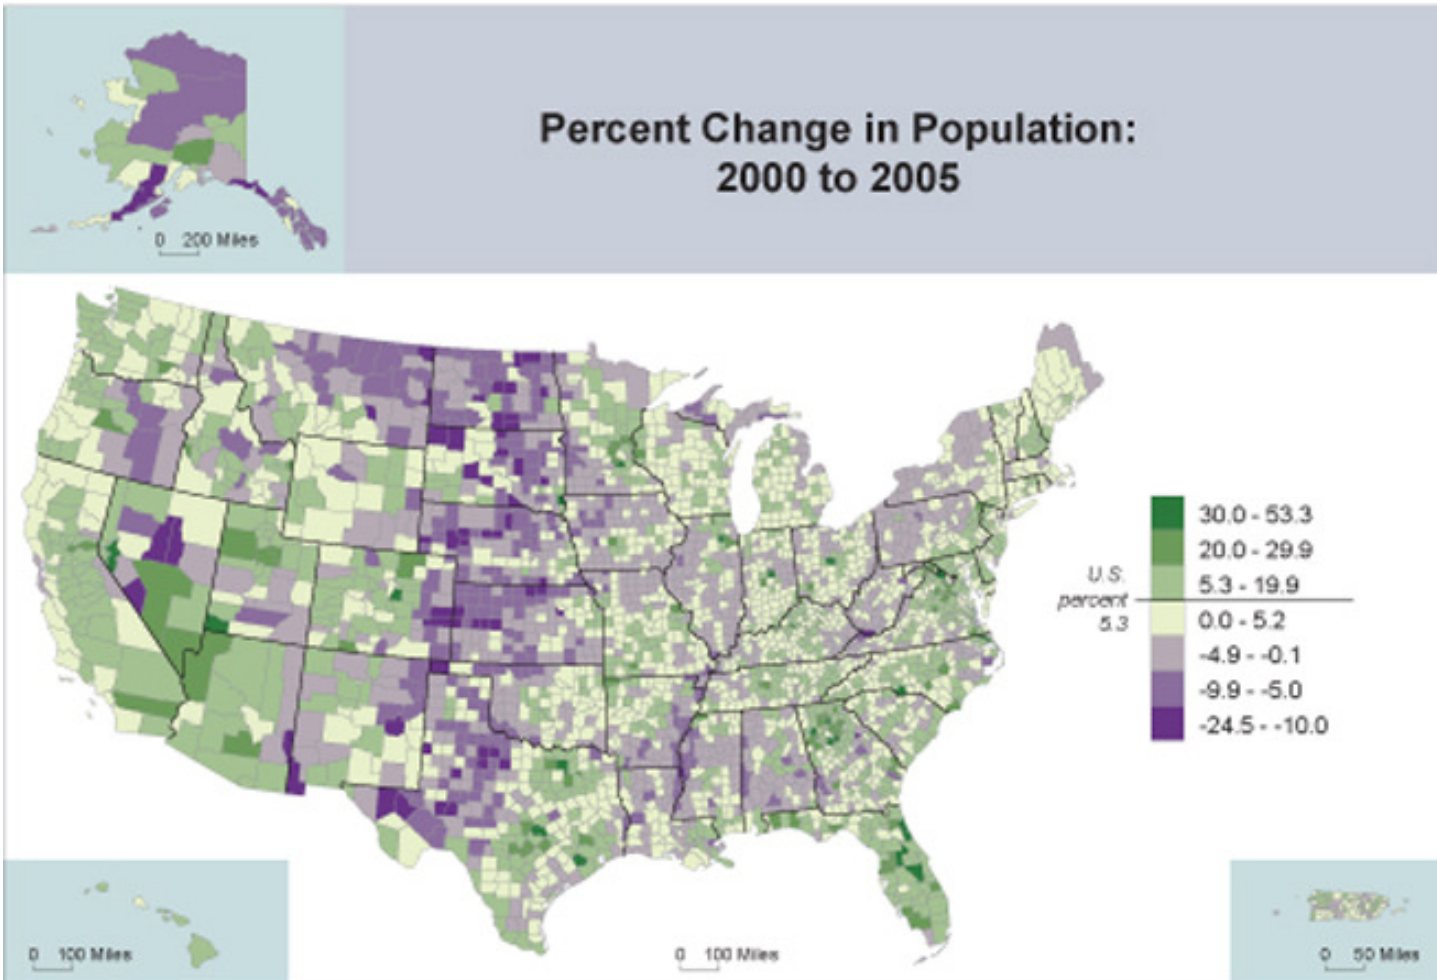 Percent Change in Population:
2000 to 2005
0 200 Miles
30.0 - 53.3
20.0 - 29.9
5.3 - 19.9
U.S.
percent
5.3
0.0 - 5.2
-4.9 - -0.1
-9.9 - -5.0
-24.5 - -10.0
0 100 Miles
0 100 Miles
0 50 Miles